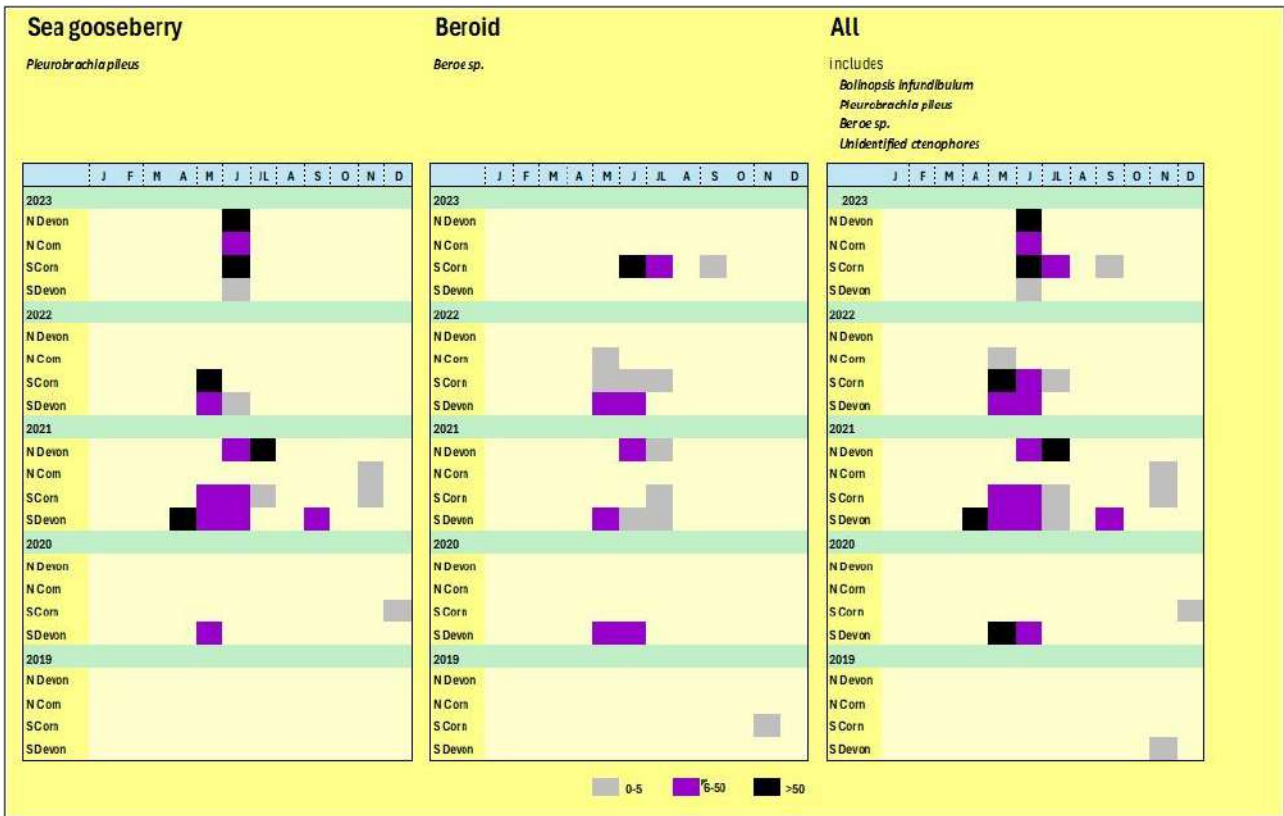 Sea gooseberry
Pleurobrachia pileus
J F M A M J JL A S O N D
2023
N Devon
N Corn
S Corn
S Devon
2022
N Devon
N Corn
S Corn
S Devon
2021
N Devon
N Corn
S Corn
S Devon
2020
N Devon
N Corn
S Corn
S Devon
2019
N Devon
N Corn
S Corn
S Devon
Beroid
Beroe sp.
J F M A M J JL A S O N D
2023
N Devon
N Corn
S Corn
S Devon
2022
N Devon
N Corn
S Corn
S Devon
2021
N Devon
N Corn
S Corn
S Devon
2020
N Devon
N Corn
S Corn
S Devon
2019
N Devon
N Corn
S Corn
S Devon
All
includes
Bolinopsis infundibulum
Pleurobrachia pileus
Beroe sp.
Unidentified ctenophores
J F M A M J JL A S O N D
2023
N Devon
N Corn
S Corn
S Devon
2022
N Devon
N Corn
S Corn
S Devon
2021
N Devon
N Corn
S Corn
S Devon
2020
N Devon
N Corn
S Corn
S Devon
2019
N Devon
N Corn
S Corn
S Devon
0-5 6-50 >50